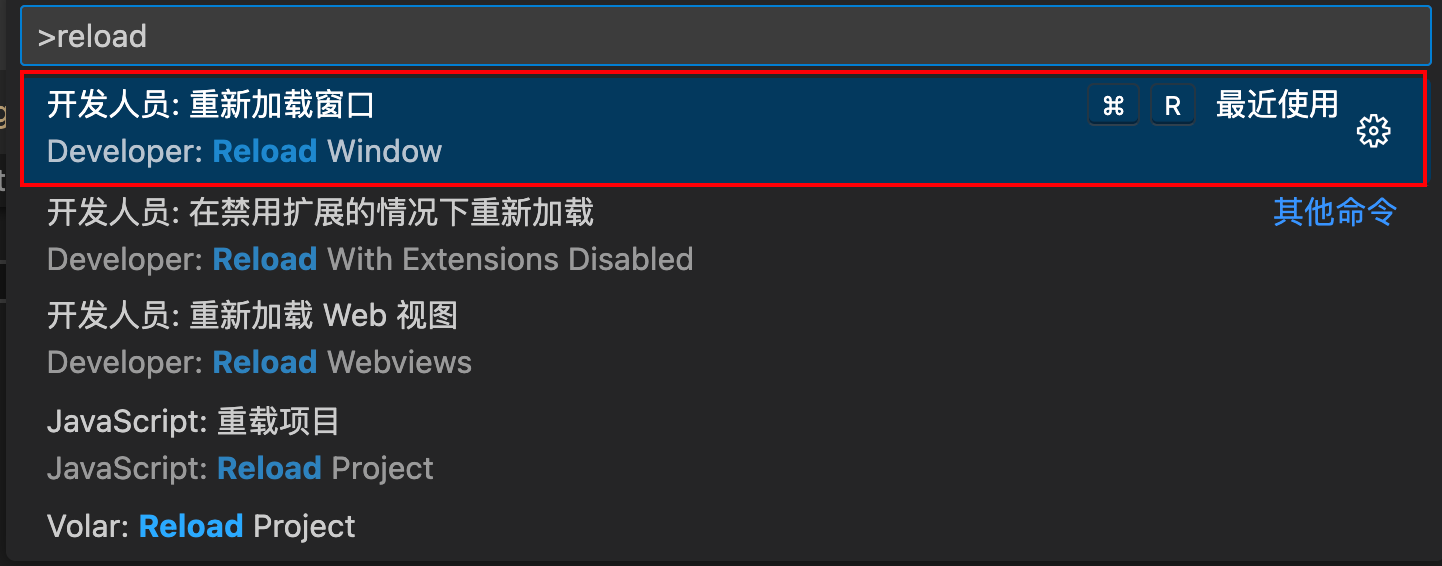 >reload
开发人员: 重新加载窗口 ⌘ R 最近使用
Developer: Reload Window
开发人员: 在禁用扩展的情况下重新加载 其他命令
Developer: Reload With Extensions Disabled
开发人员: 重新加载 Web 视图
Developer: Reload Webviews
JavaScript: 重载项目
JavaScript: Reload Project
Volar: Reload Project